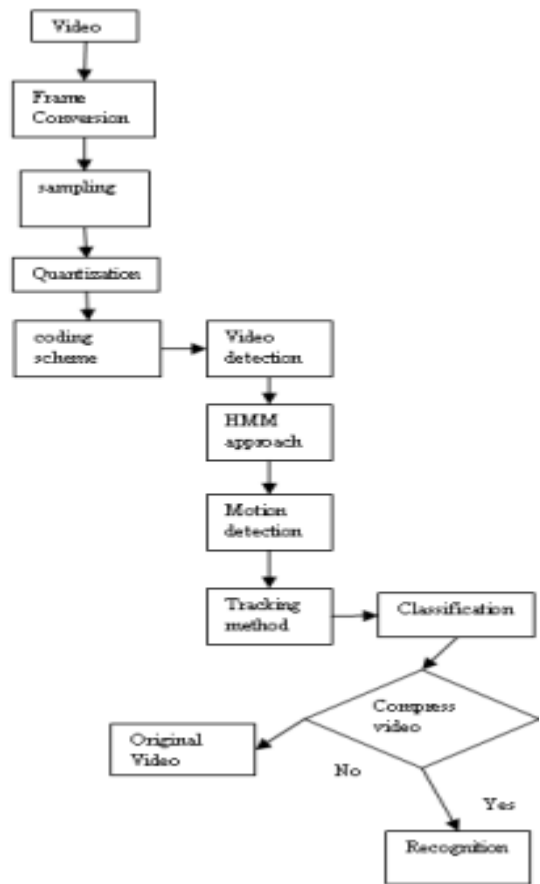 Video
Frame
Conversion
sampling
Quantization
coding
scheme
Video
detection
HMM
approach
Motion
detection
Tracking
method
Classification
Compress
video
Original
Video
No
Yes
Recognition